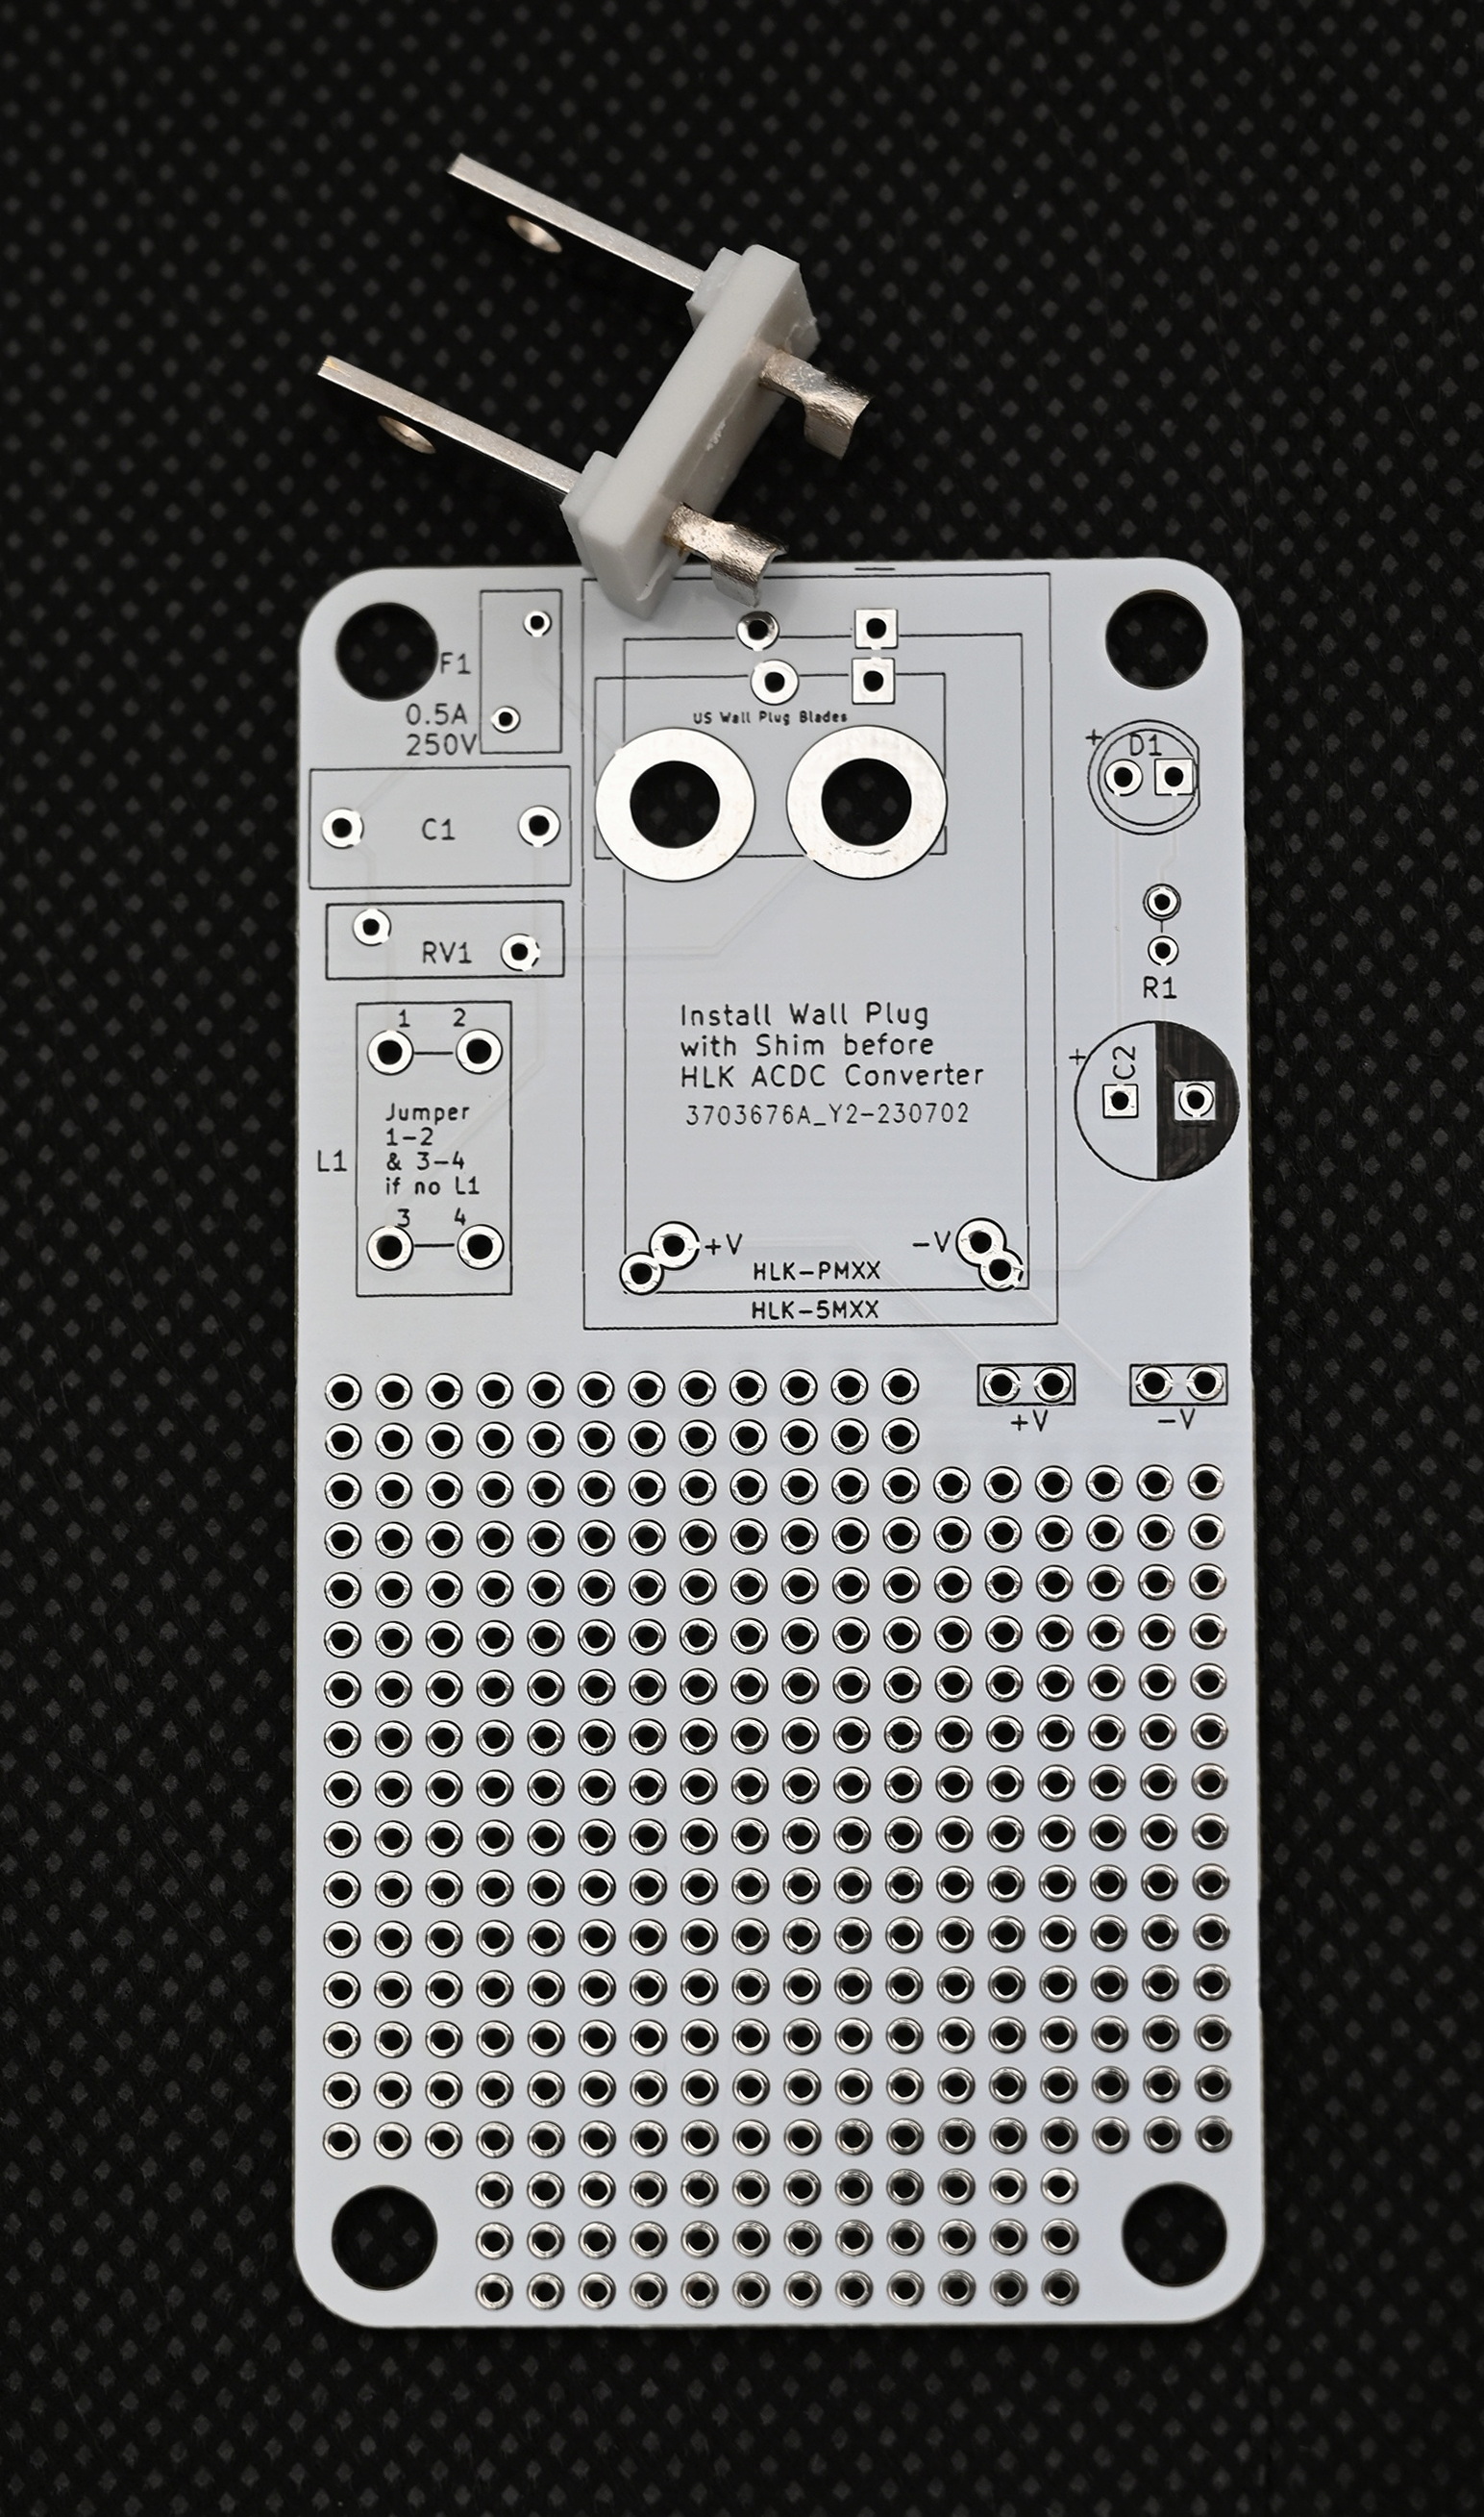 F1
0.5A
250V
US Wall Plug Blades
+
D1
C1
RV1
R1
Install Wall Plug
with Shim before
HLK ACDC Converter
3703676A_Y2-230702
1 2
Jumper
1-2
& 3-4
if no L1
L1
3 4
+
C2
+V
-V
HLK-PMXX
HLK-5MXX
+V
-V